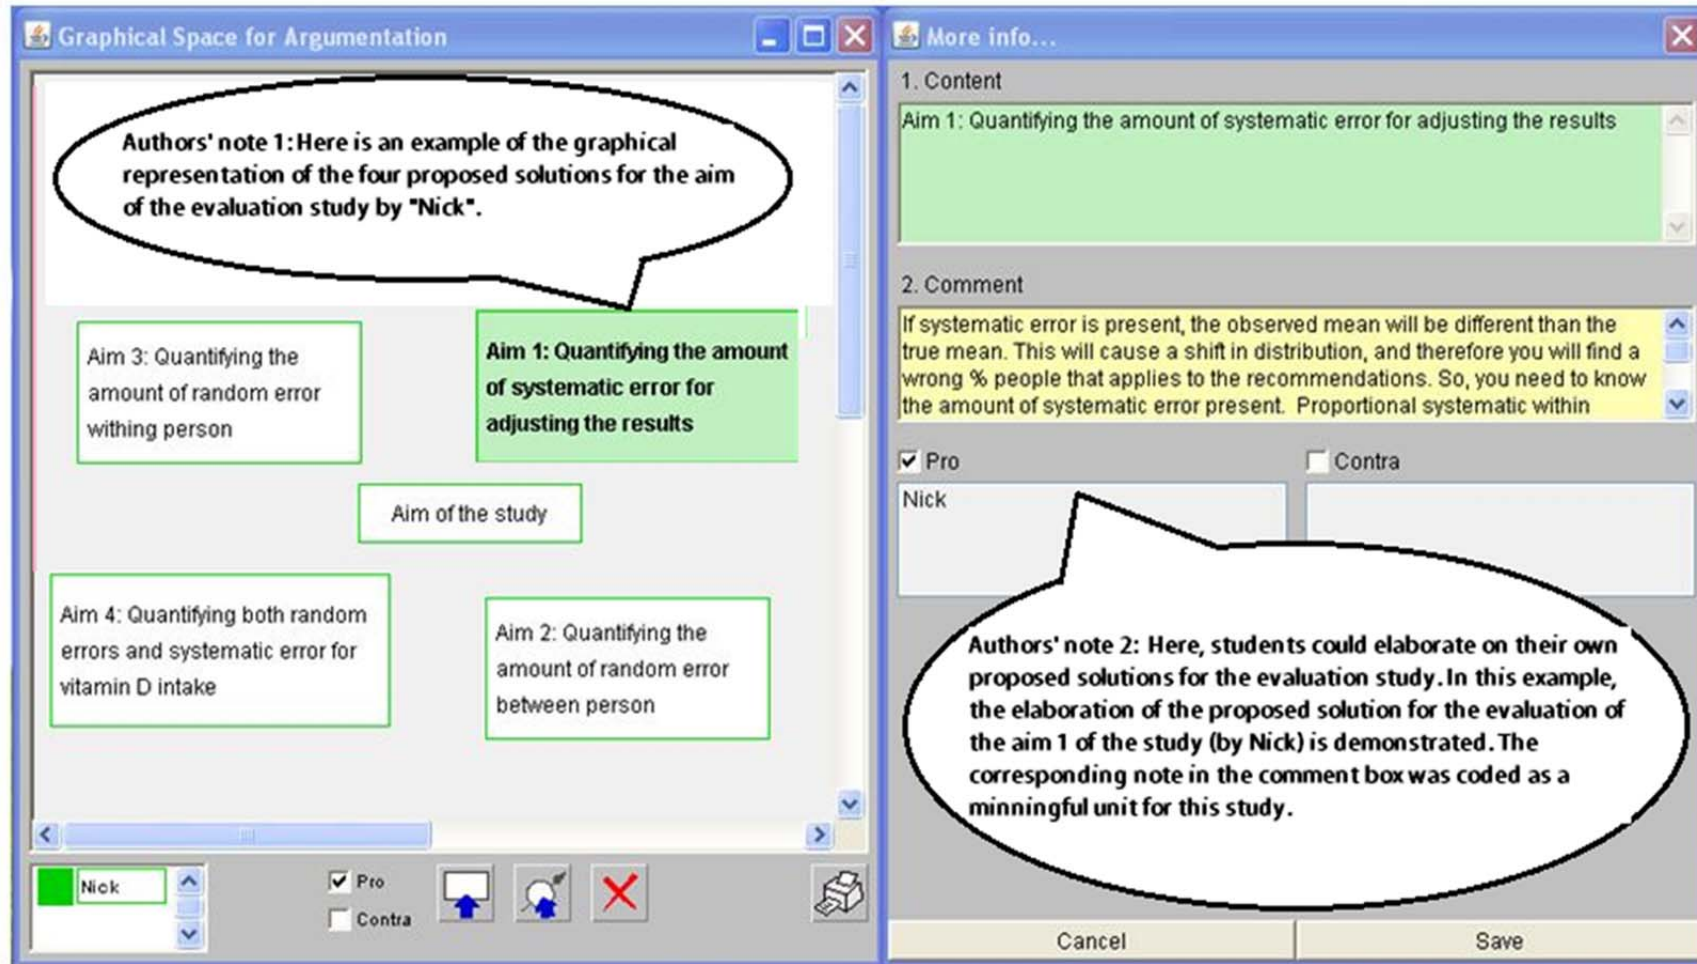 Graphical Space for Argumentation
Authors' note 1: Here is an example of the graphical
representation of the four proposed solutions for the aim
of the evaluation study by "Nick".
Aim 3: Quantifying the
amount of random error
withing person
Aim 1: Quantifying the amount
of systematic error for
adjusting the results
Aim of the study
Aim 4: Quantifying both random
errors and systematic error for
vitamin D intake
Aim 2: Quantifying the
amount of random error
between person
Nick
Pro
Contra
More info...
1. Content
Aim 1: Quantifying the amount of systematic error for adjusting the results
2. Comment
If systematic error is present, the observed mean will be different than the
true mean. This will cause a shift in distribution, and therefore you will find a
wrong % people that applies to the recommendations. So, you need to know
the amount of systematic error present. Proportional systematic within
Pro
Contra
Nick
Authors' note 2: Here, students could elaborate on their own
proposed solutions for the evaluation study. In this example,
the elaboration of the proposed solution for the evaluation of
the aim 1 of the study (by Nick) is demonstrated. The
corresponding note in the comment box was coded as a
minningful unit for this study.
Cancel
Save